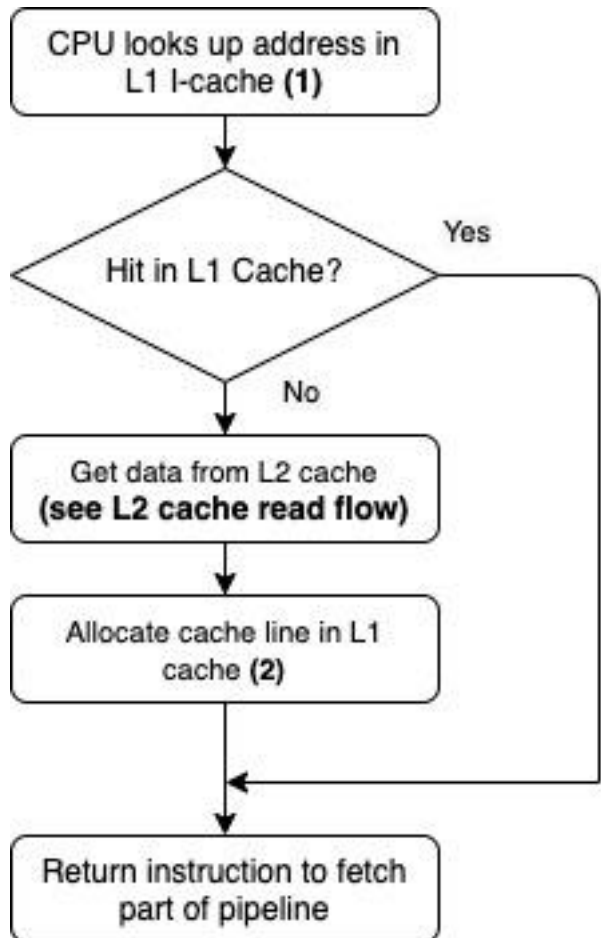 CPU looks up address in
L1 I-cache (1)
Hit in L1 Cache?
Yes
No
Get data from L2 cache
(see L2 cache read flow)
Allocate cache line in L1
cache (2)
Return instruction to fetch
part of pipeline